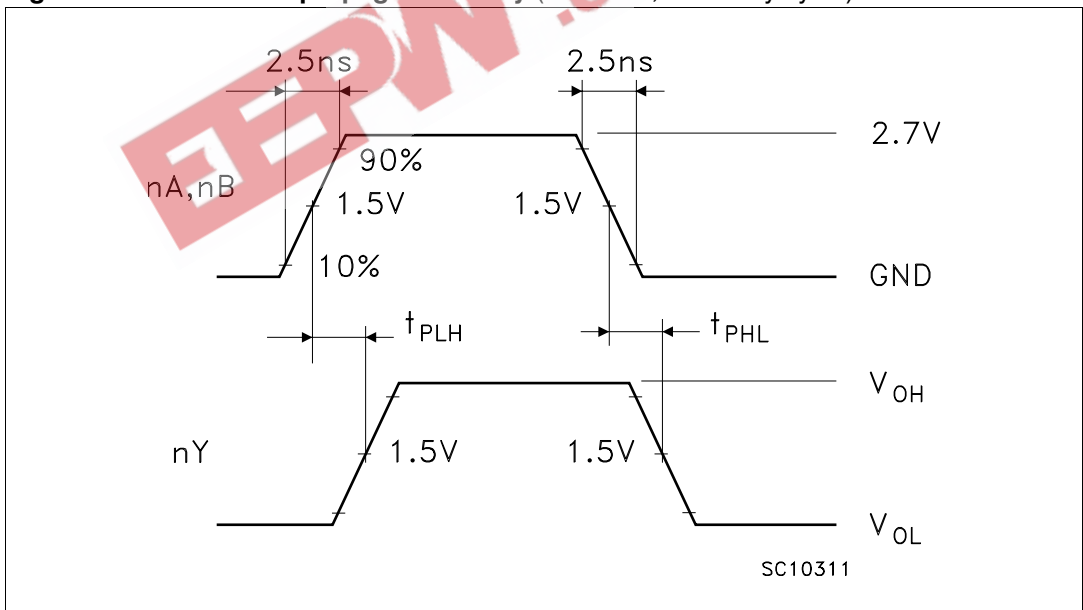 2.5ns 2.5ns
2.7V
90%
nA,nB
1.5V 1.5V
10%
GND
tPLH tPHL
VOH
nY
1.5V 1.5V
VOL
SC10311
EEPW